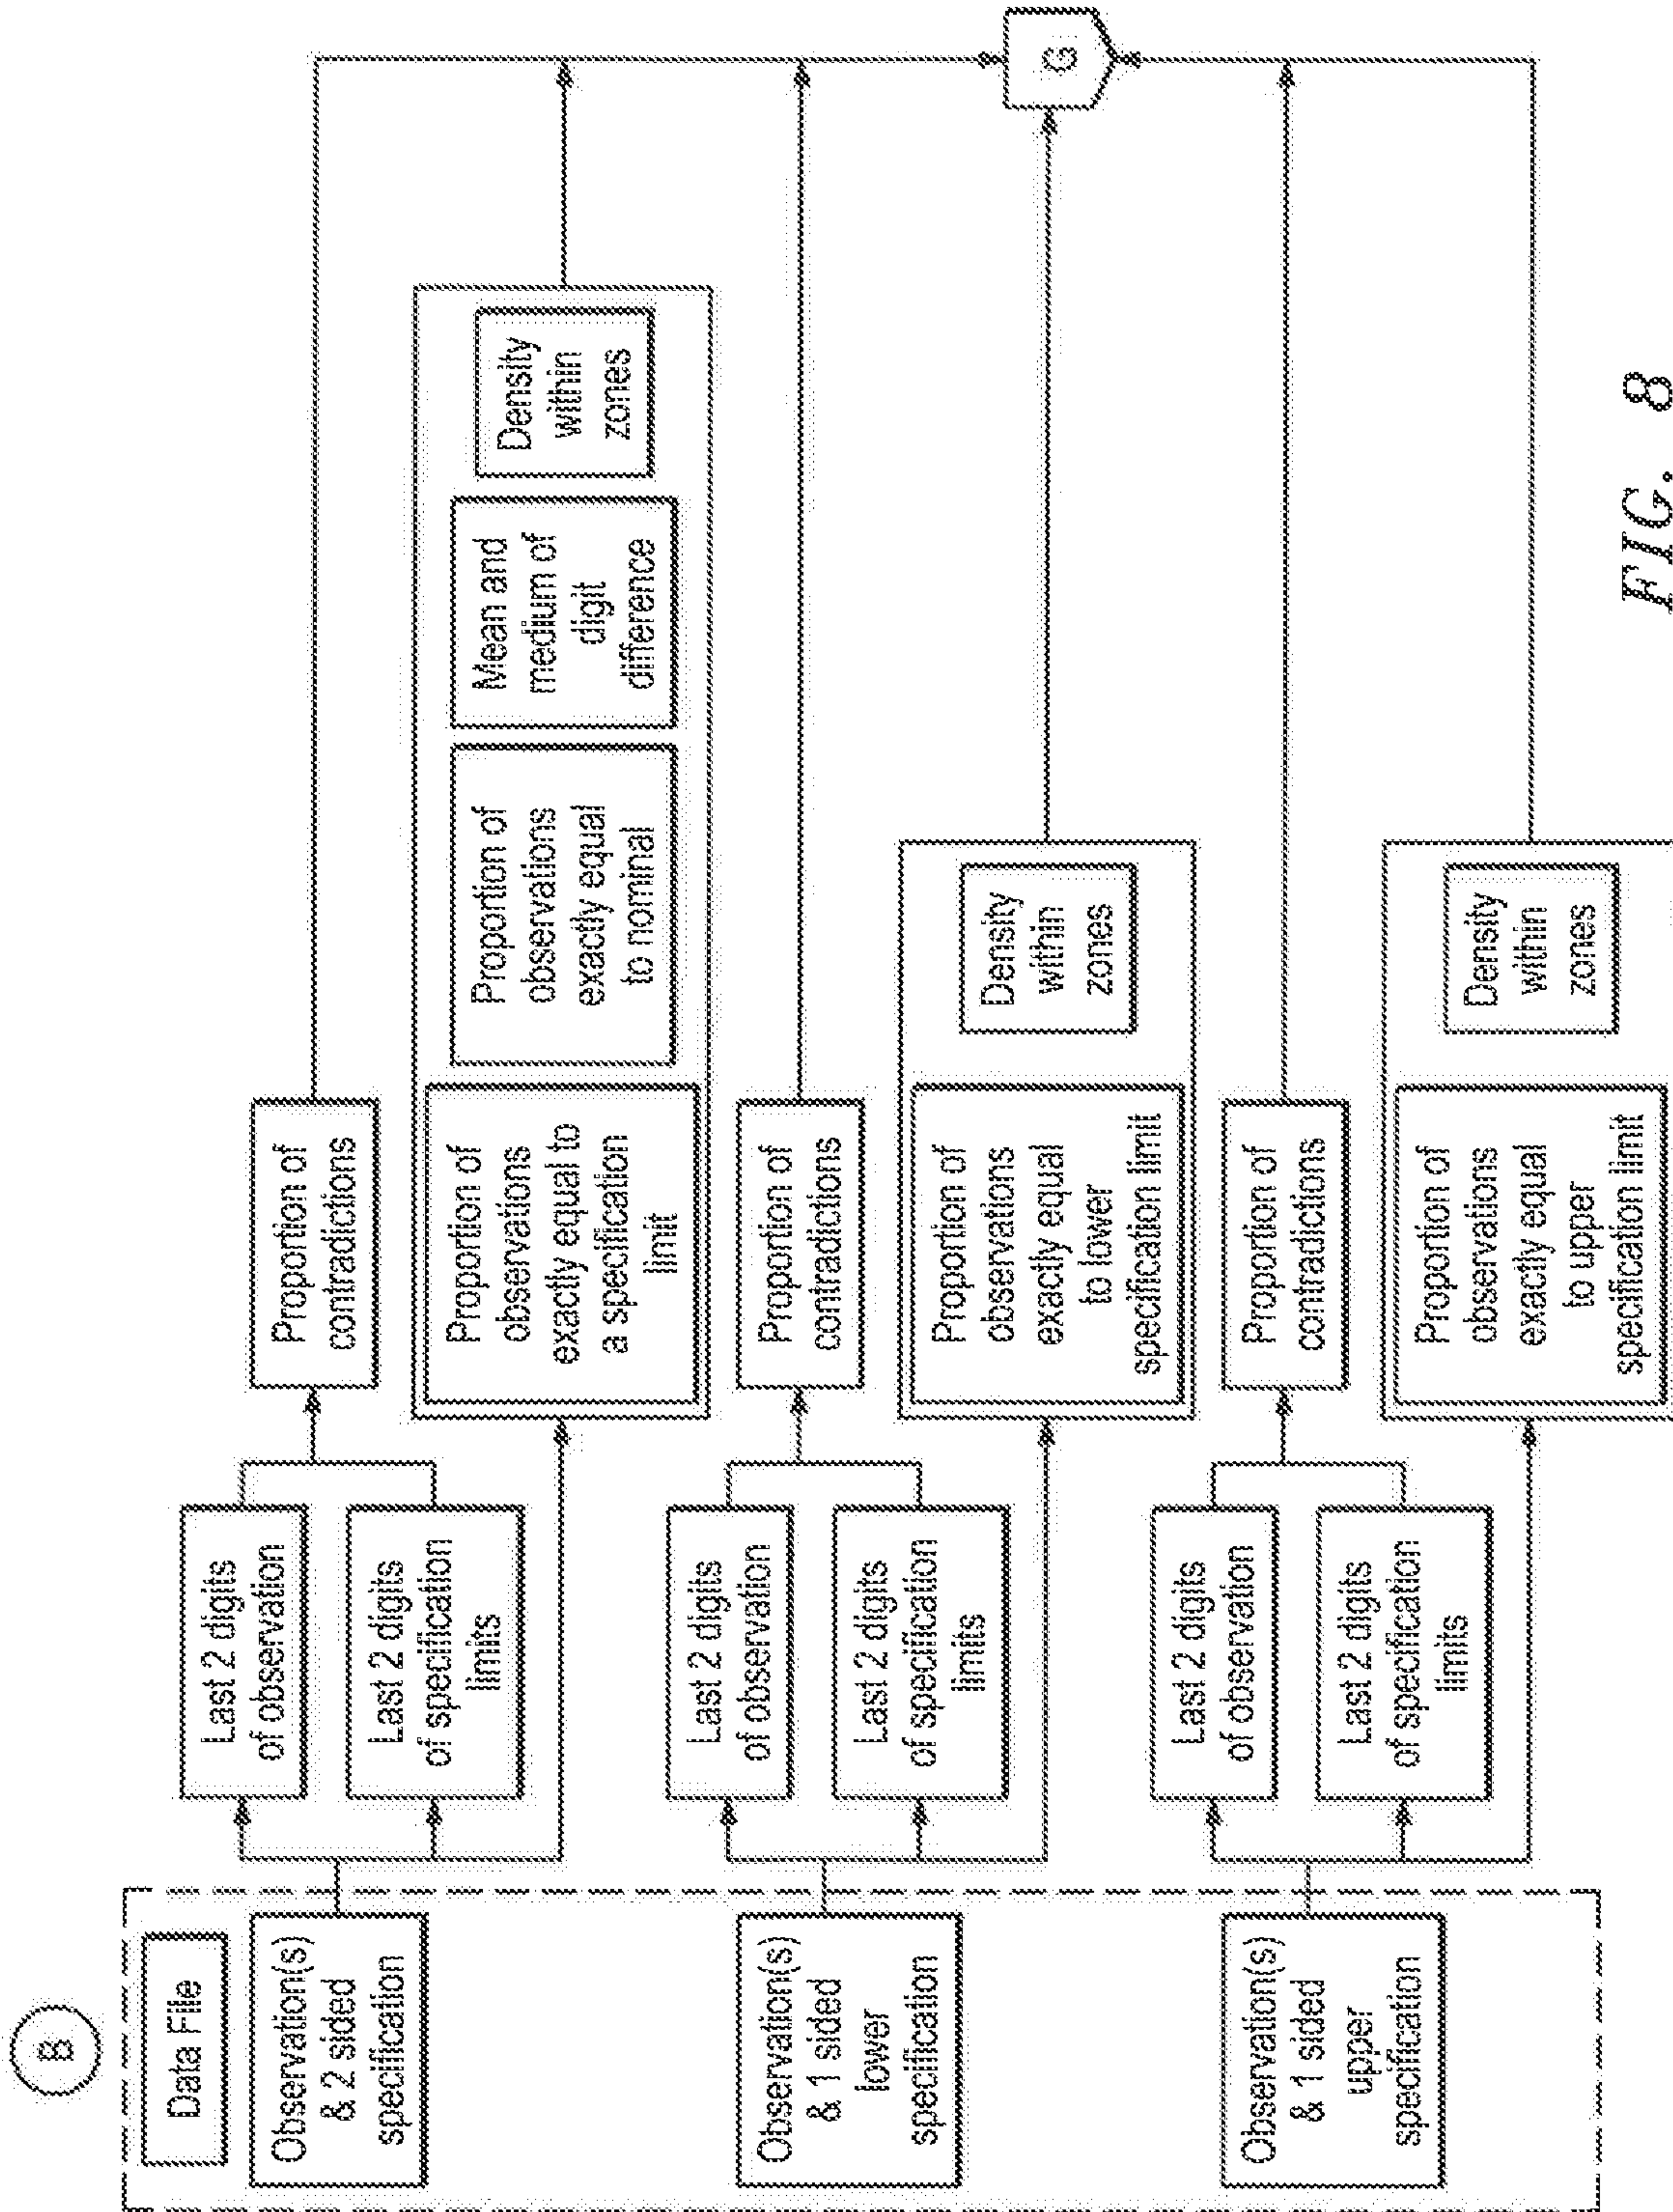 B
Data File
Observation(s)
& 2 sided
specification
Last 2 digits
of observation
Last 2 digits
of specification
limits
Proportion of
contradictions
Proportion of
observations
exactly equal to
a specification
limit
Proportion of
observations
exactly equal
to nominal
Mean and
medium of
digit
difference
Density
within
zones
Observation(s)
& 1 sided
lower
specification
Last 2 digits
of observation
Last 2 digits
of specification
limits
Proportion of
contradictions
Proportion of
observations
exactly equal
to lower
specification limit
Density
within
zones
G
Observation(s)
& 1 sided
upper
specification
Last 2 digits
of observation
Last 2 digits
of specification
limits
Proportion of
contradictions
Proportion of
observations
exactly equal
to upper
specification limit
Density
within
zones
FIG. 8